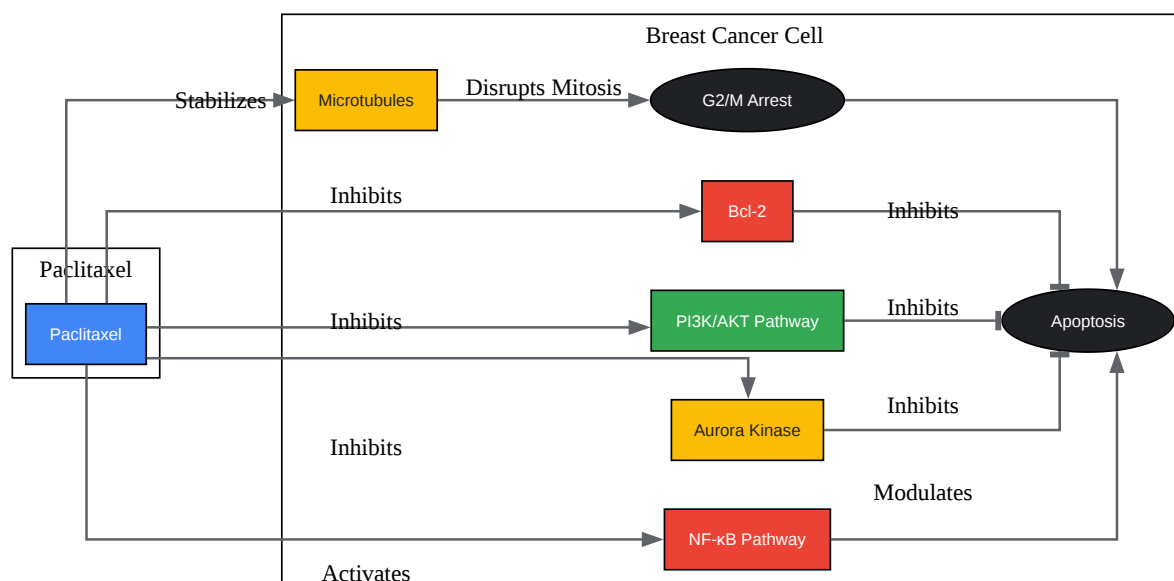 Breast Cancer Cell
Stabilizes
Microtubules
Disrupts Mitosis
G2/M Arrest
Inhibits
Bcl-2
Inhibits
Paclitaxel
Paclitaxel
Inhibits
PI3K/AKT Pathway
Inhibits
Apoptosis
Inhibits
Aurora Kinase
Inhibits
Modulates
NF-κB Pathway
Activates